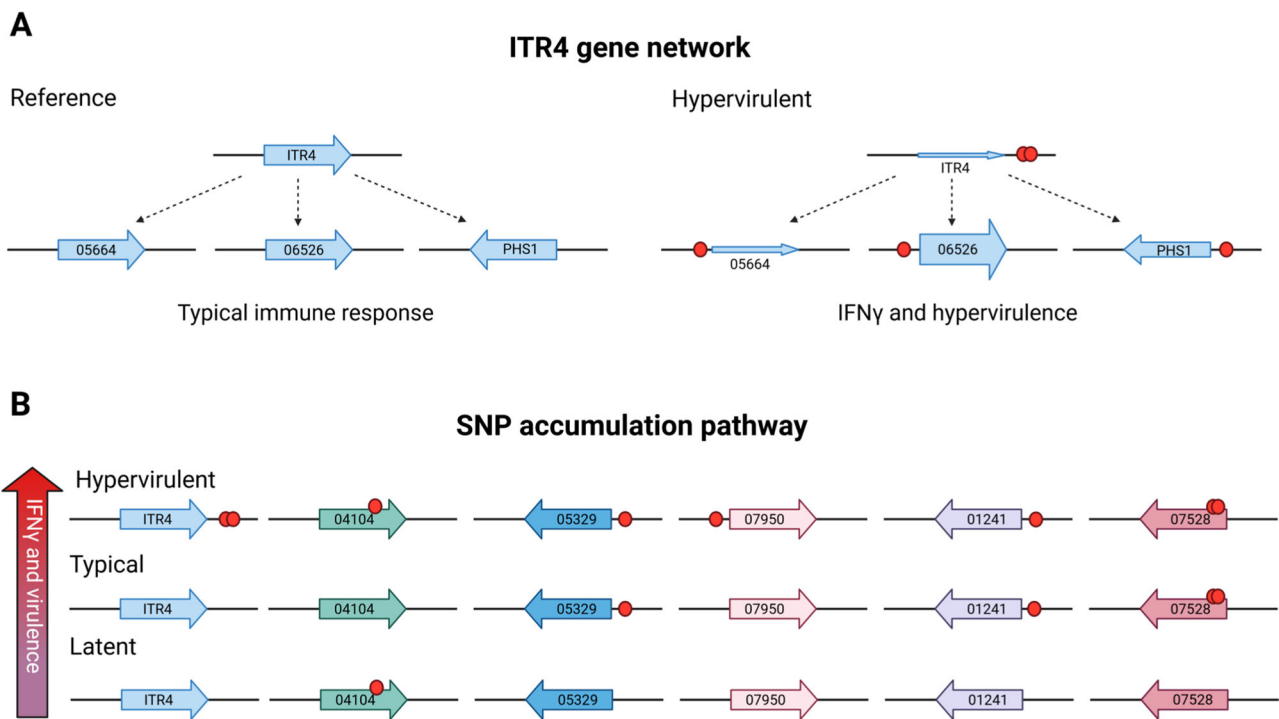 A
ITR4 gene network
Reference
Hypervirulent
ITR4
ITR4
05664
06526
PHS1
05664
06526
PHS1
Typical immune response
IFNγ and hypervirulence
B
SNP accumulation pathway
IFNγ and virulence
Hypervirulent
ITR4
04104
05329
07950
01241
07528
Typical
ITR4
04104
05329
07950
01241
07528
Latent
ITR4
04104
05329
07950
01241
07528